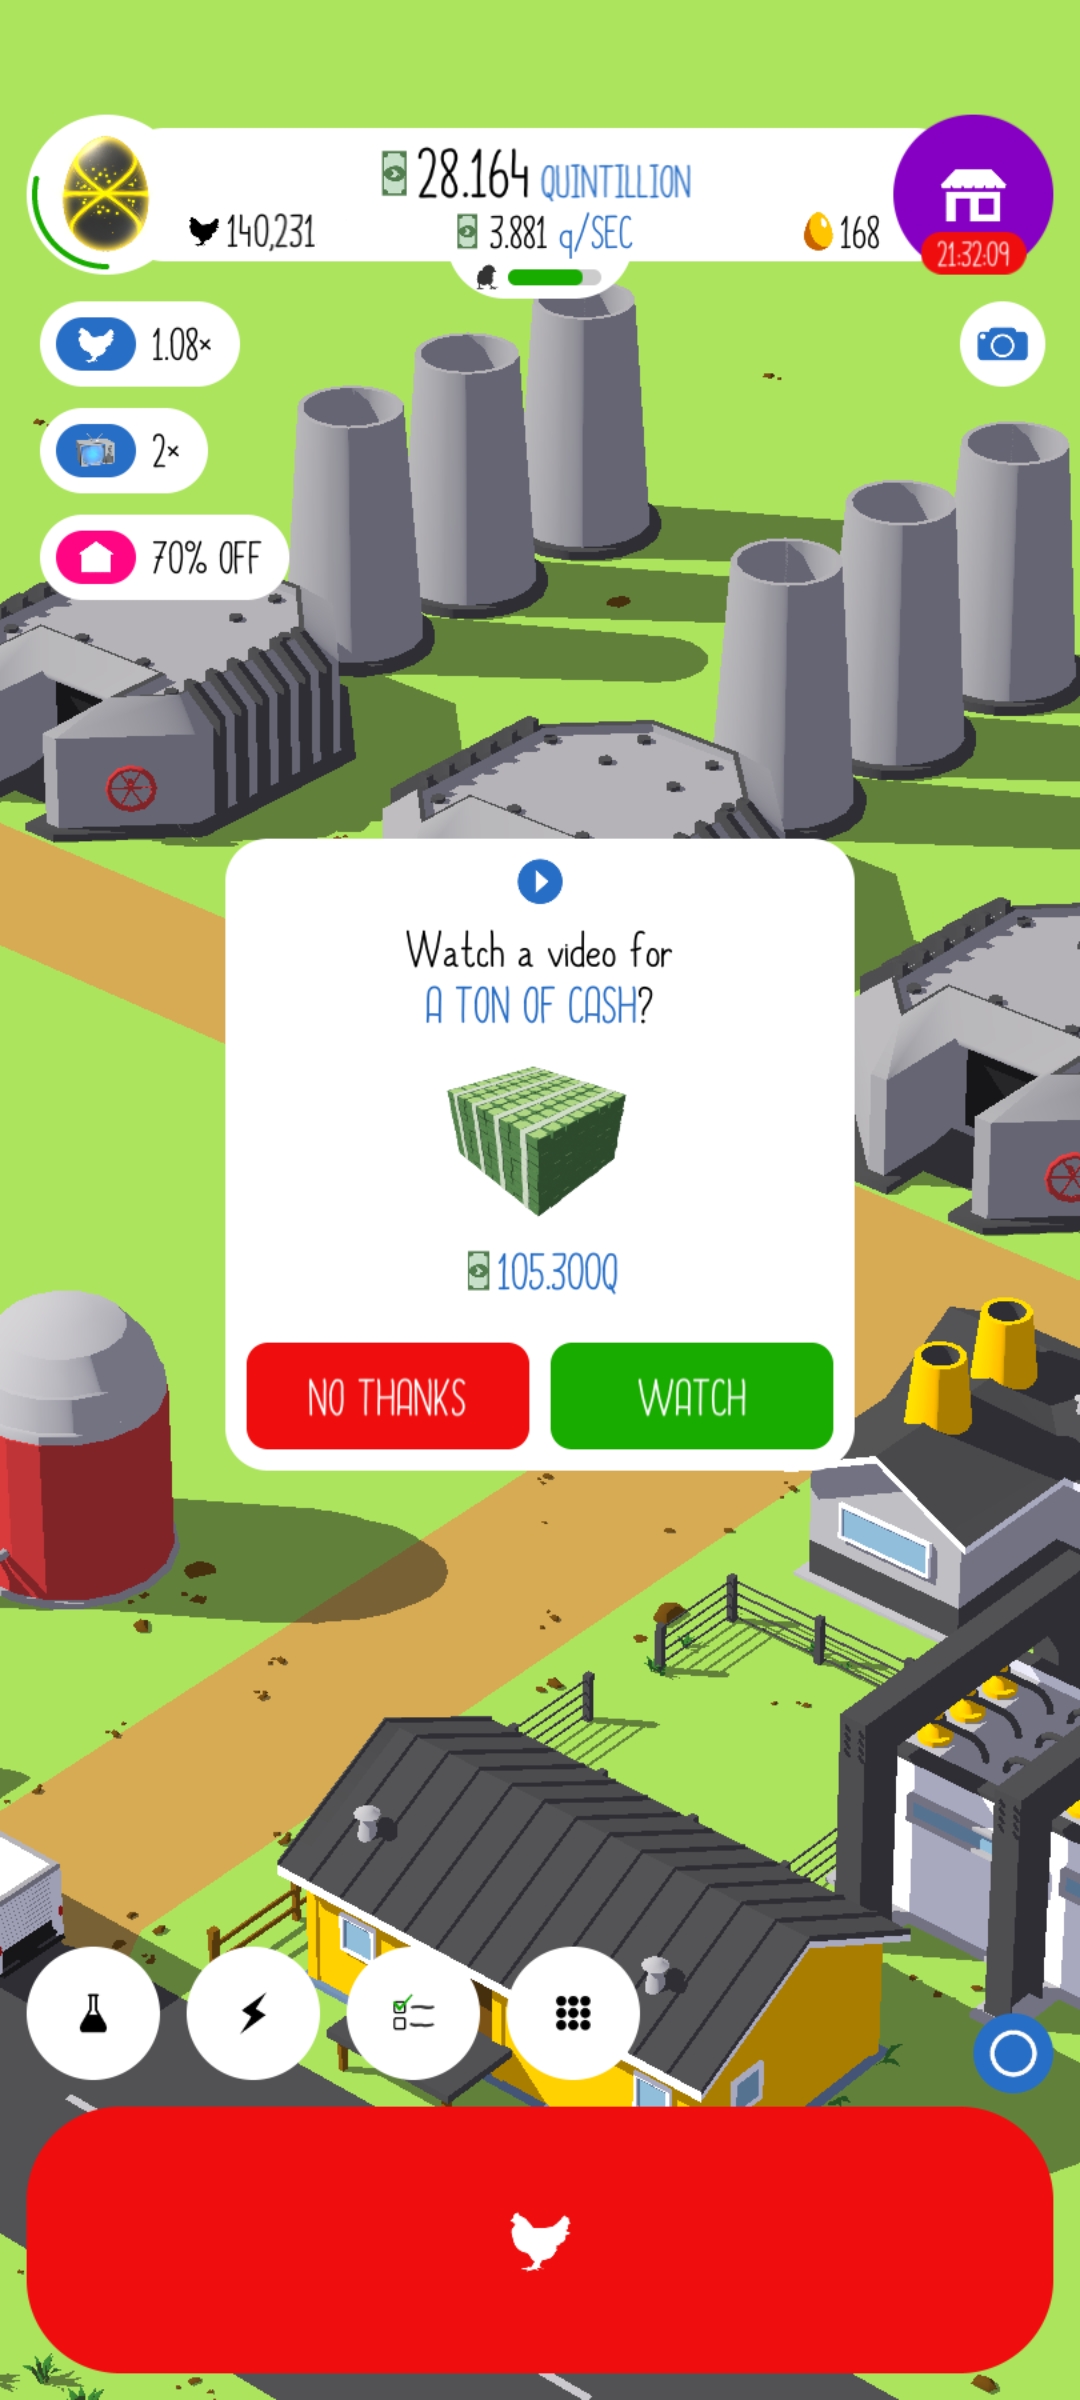 28.164 QUINTILLION
140,231
3.881 q/SEC
168
21:32:09
1.08×
2×
70% OFF
Watch a video for
A TON OF CASH?
105.300Q
NO THANKS
WATCH